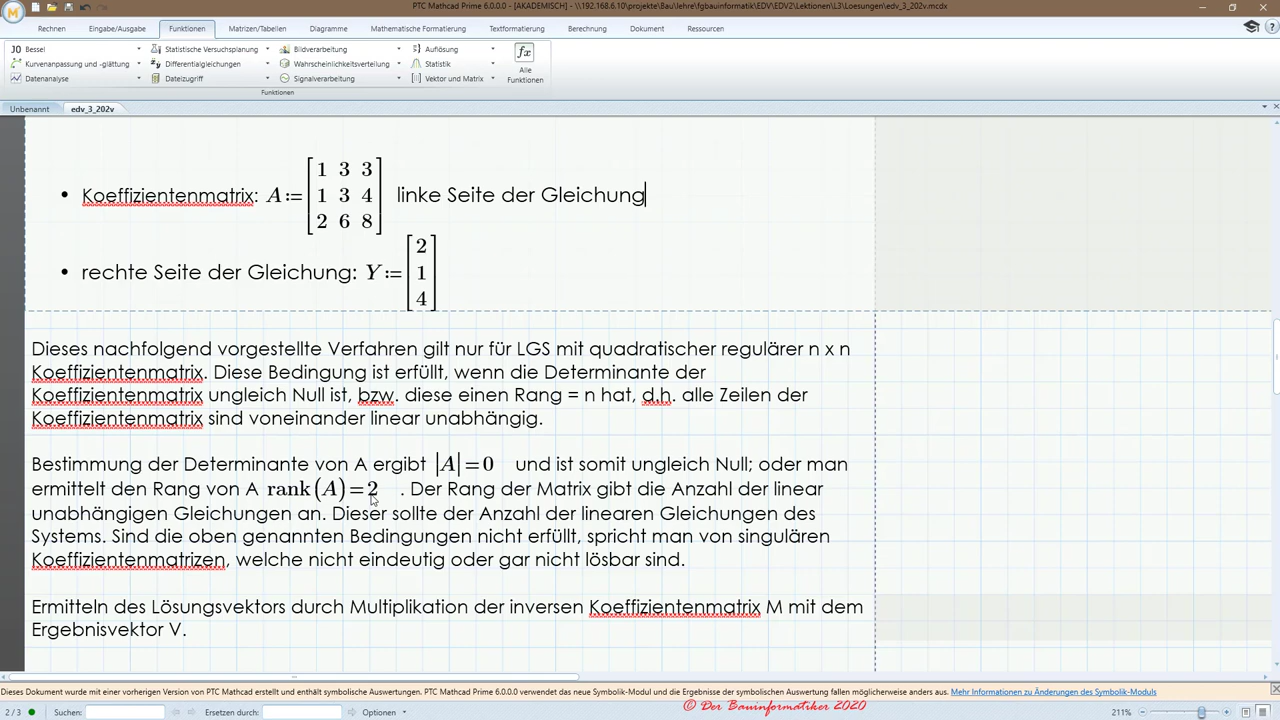 PTC Mathcad Prime 6.0.0.0 - [AKADEMISCH] - \\192.168.6.10\projekte\Bau\lehre\fgbauinformatik\EDV\EDV2\Lektionen\L3\Loesungen\edv_3_202v.mcdx
Rechnen Eingabe/Ausgabe Funktionen Matrizen/Tabellen Diagramme Mathematische Formatierung Textformatierung Berechnung Dokument Ressourcen
J0 Bessel Statistische Versuchsplanung Bildverarbeitung Auflösung
Kurvenanpassung und -glättung Differentialgleichungen Wahrscheinlichkeitsverteilung Statistik
Datenanalyse Dateizugriff Signalverarbeitung Vektor und Matrix
fx
Alle Funktionen
Funktionen
Unbenannt edv_3_202v
• Koeffizientenmatrix: A:= [1 3 3
1 3 4
2 6 8] linke Seite der Gleichung
• rechte Seite der Gleichung: Y:= [2
1
4]
Dieses nachfolgend vorgestellte Verfahren gilt nur für LGS mit quadratischer regulärer n x n
Koeffizientenmatrix. Diese Bedingung ist erfüllt, wenn die Determinante der
Koeffizientenmatrix ungleich Null ist, bzw. diese einen Rang = n hat, d.h. alle Zeilen der
Koeffizientenmatrix sind voneinander linear unabhängig.
Bestimmung der Determinante von A ergibt |A|=0 und ist somit ungleich Null; oder man
ermittelt den Rang von A rank(A)=2 . Der Rang der Matrix gibt die Anzahl der linear
unabhängigen Gleichungen an. Dieser sollte der Anzahl der linearen Gleichungen des
Systems. Sind die oben genannten Bedingungen nicht erfüllt, spricht man von singulären
Koeffizientenmatrizen, welche nicht eindeutig oder gar nicht lösbar sind.
Ermitteln des Lösungsvektors durch Multiplikation der inversen Koeffizientenmatrix M mit dem
Ergebnisvektor V.
Dieses Dokument wurde mit einer vorherigen Version von PTC Mathcad erstellt und enthält symbolische Auswertungen. PTC Mathcad Prime 6.0.0.0 verwendet das neue Symbolik-Modul und die Ergebnisse der symbolischen Auswertung fallen möglicherweise anders aus. Mehr Informationen zu Änderungen des Symbolik-Moduls
2 / 3 Suchen: Ersetzen durch: Optionen 211%
© Der Bauinformatiker 2020